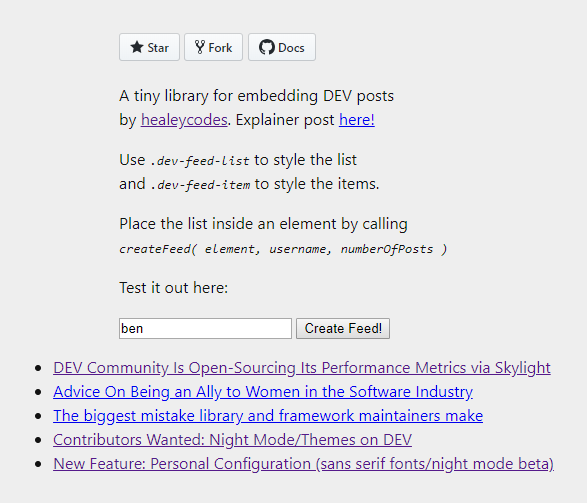 Star Fork Docs
A tiny library for embedding DEV posts
by healeycodes. Explainer post here!
Use .dev-feed-list to style the list
and .dev-feed-item to style the items.
Place the list inside an element by calling
createFeed( element, username, numberOfPosts )
Test it out here:
ben Create Feed!
DEV Community Is Open-Sourcing Its Performance Metrics via Skylight
Advice On Being an Ally to Women in the Software Industry
The biggest mistake library and framework maintainers make
Contributors Wanted: Night Mode/Themes on DEV
New Feature: Personal Configuration (sans serif fonts/night mode beta)